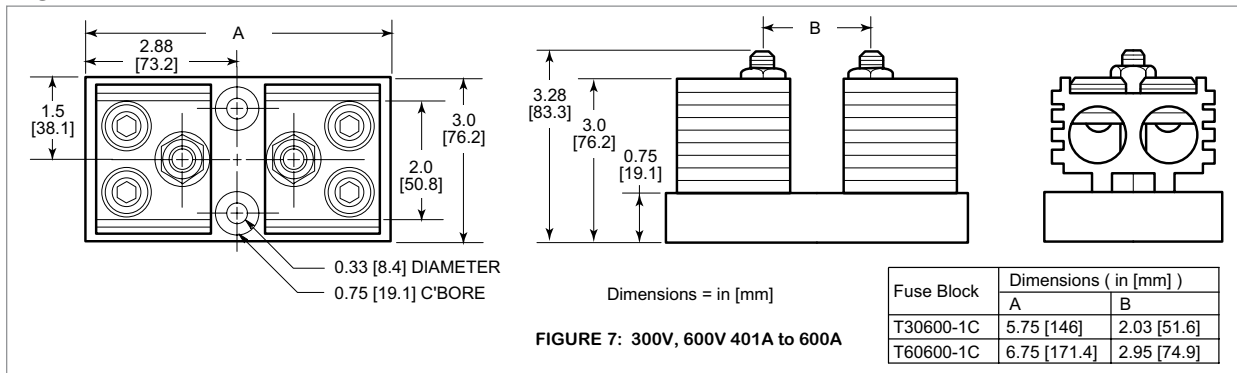 A
2.88
[73.2]
1.5
[38.1]
3.0
[76.2]
2.0
[50.8]
0.33 [8.4] DIAMETER
0.75 [19.1] C'BORE
B
3.28
[83.3]
3.0
[76.2]
0.75
[19.1]
Dimensions = in [mm]
FIGURE 7: 300V, 600V 401A to 600A
Fuse Block Dimensions ( in [mm] )
A B
T30600-1C 5.75 [146] 2.03 [51.6]
T60600-1C 6.75 [171.4] 2.95 [74.9]